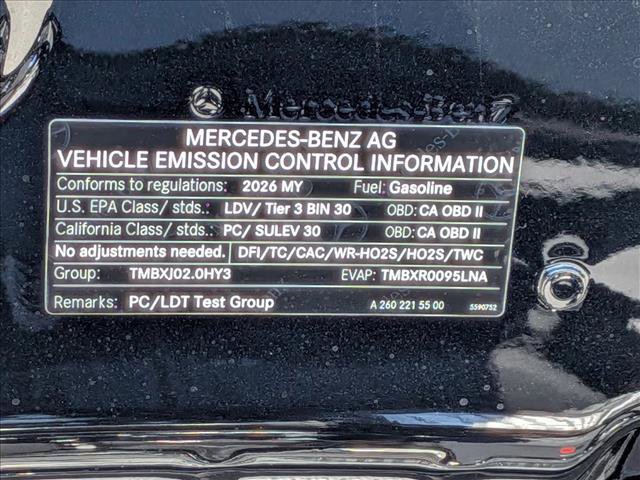 Mercedes-Benz
MERCEDES-BENZ AG
VEHICLE EMISSION CONTROL INFORMATION
Conforms to regulations: 2026 MY Fuel: Gasoline
U.S. EPA Class/ stds.: LDV/ Tier 3 BIN 30 OBD: CA OBD II
California Class/ stds.: PC/ SULEV 30 OBD: CA OBD II
No adjustments needed. DFI/TC/CAC/WR-HO2S/HO2S/TWC
Group: TMBXJ02.0HY3 EVAP: TMBXR0095LNA
Remarks: PC/LDT Test Group A 260 221 55 00 5590752